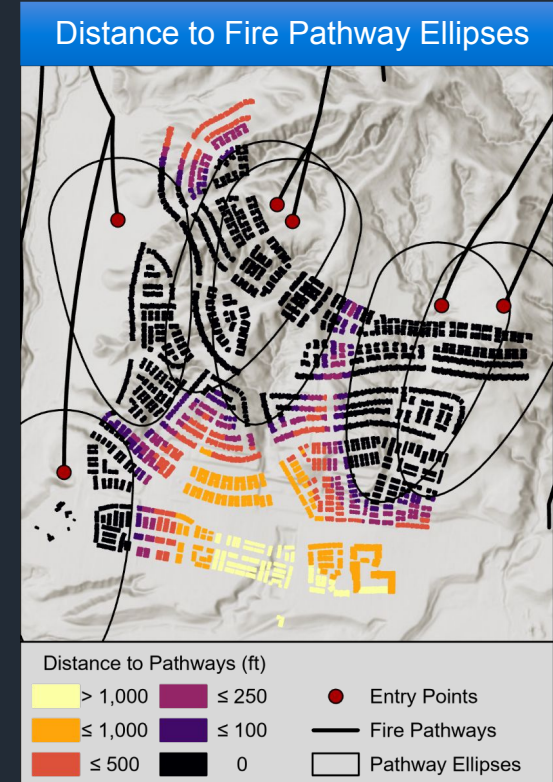 Distance to Fire Pathway Ellipses
Distance to Pathways (ft)
> 1,000
≤ 250
Entry Points
≤ 1,000
≤ 100
Fire Pathways
≤ 500
0
Pathway Ellipses